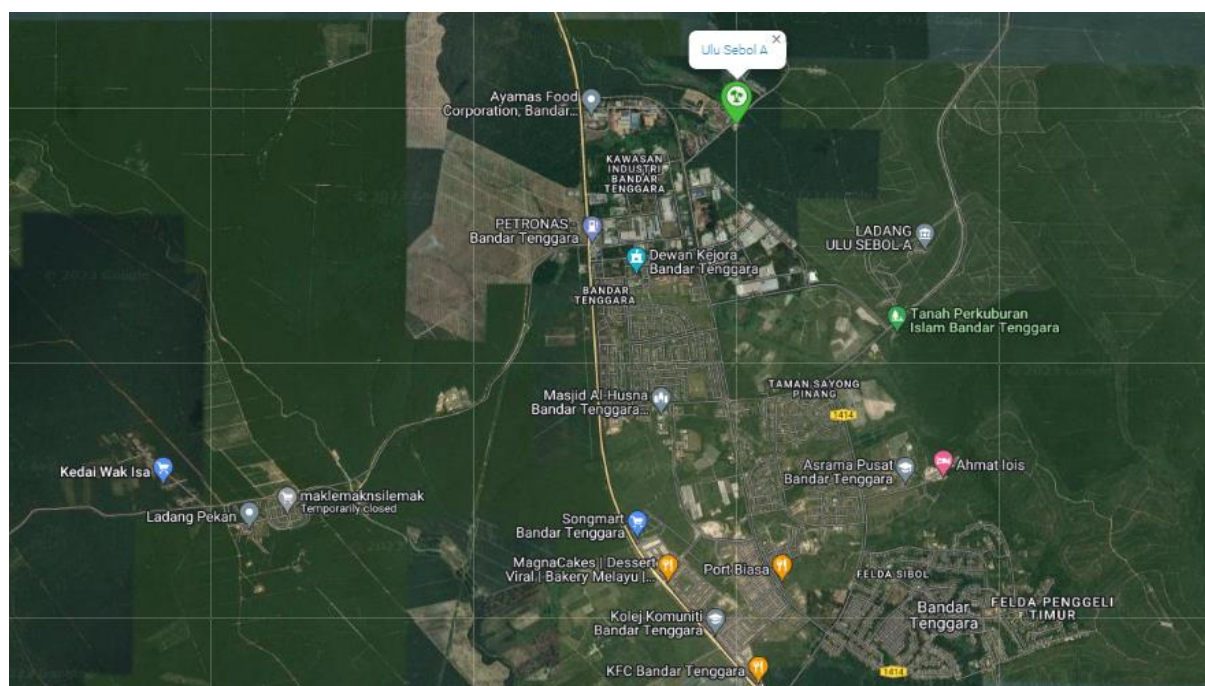 Ulu Sebol A
Ayamas Food
Corporation, Bandar...
KAWASAN
INDUSTRI
BANDAR
TENGGARA
PETRONAS -
Bandar Tenggara
LADANG
ULU SEBOL A
Dewan Kejora
Bandar Tenggara
BANDAR
TENGGARA
Tanah Perkuburan
Islam Bandar Tenggara
TAMAN SAYONG
PINANG
Masjid Al-Husna
Bandar Tenggara...
1414
Kedai Wak Isa
Asrama Pusat
Bandar Tenggara
Ahmat lois
maklemaknsilemak
Temporarily closed
Ladang Pekan
Songmart
Bandar Tenggara
MagnaCakes | Dessert
Viral | Bakery Melayu |...
Port Biasa
FELDA SIBOL
Bandar
Tenggara
FELDA PENGGELI
TIMUR
Kolej Komuniti
Bandar Tenggara
KFC Bandar Tenggara
1414